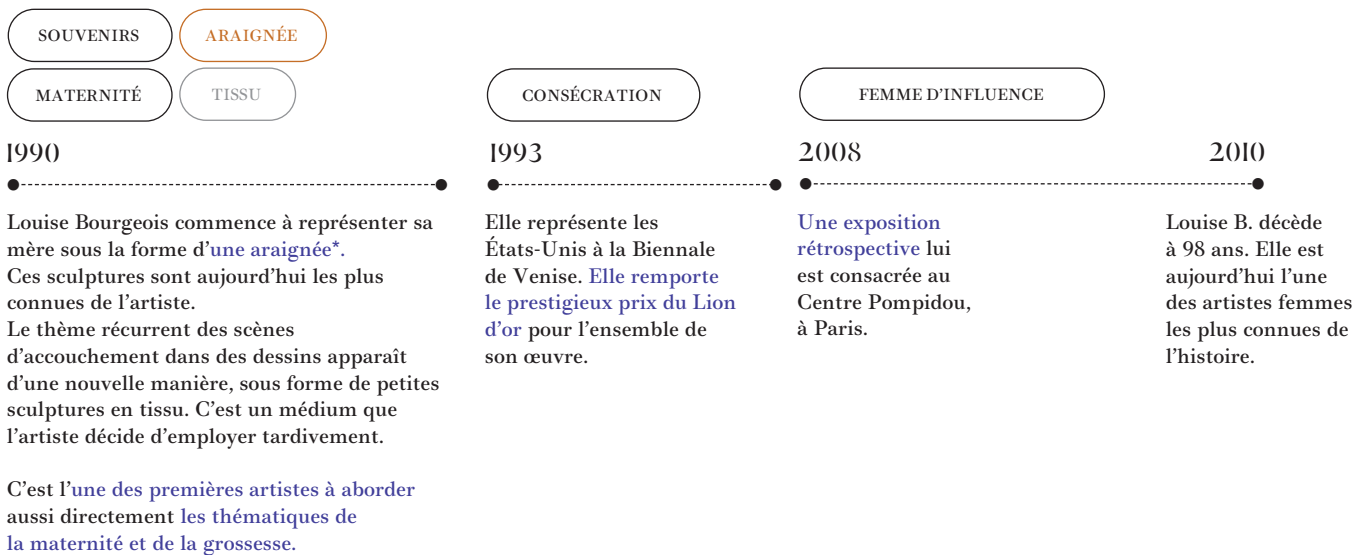 SOUVENIRS
ARAIGNÉE
MATERNITÉ
TISSU
1990
Louise Bourgeois commence à représenter sa
mère sous la forme d’une araignée*.
Ces sculptures sont aujourd’hui les plus
connues de l’artiste.
Le thème récurrent des scènes
d’accouchement dans des dessins apparaît
d’une nouvelle manière, sous forme de petites
sculptures en tissu. C’est un médium que
l’artiste décide d’employer tardivement.
C’est l’une des premières artistes à aborder
aussi directement les thématiques de
la maternité et de la grossesse.
CONSÉCRATION
1993
Elle représente les
États-Unis à la Biennale
de Venise. Elle remporte
le prestigieux prix du Lion
d’or pour l’ensemble de
son œuvre.
FEMME D’INFLUENCE
2008
Une exposition
rétrospective lui
est consacrée au
Centre Pompidou,
à Paris.
2010
Louise B. décède
à 98 ans. Elle est
aujourd’hui l’une
des artistes femmes
les plus connues de
l’histoire.